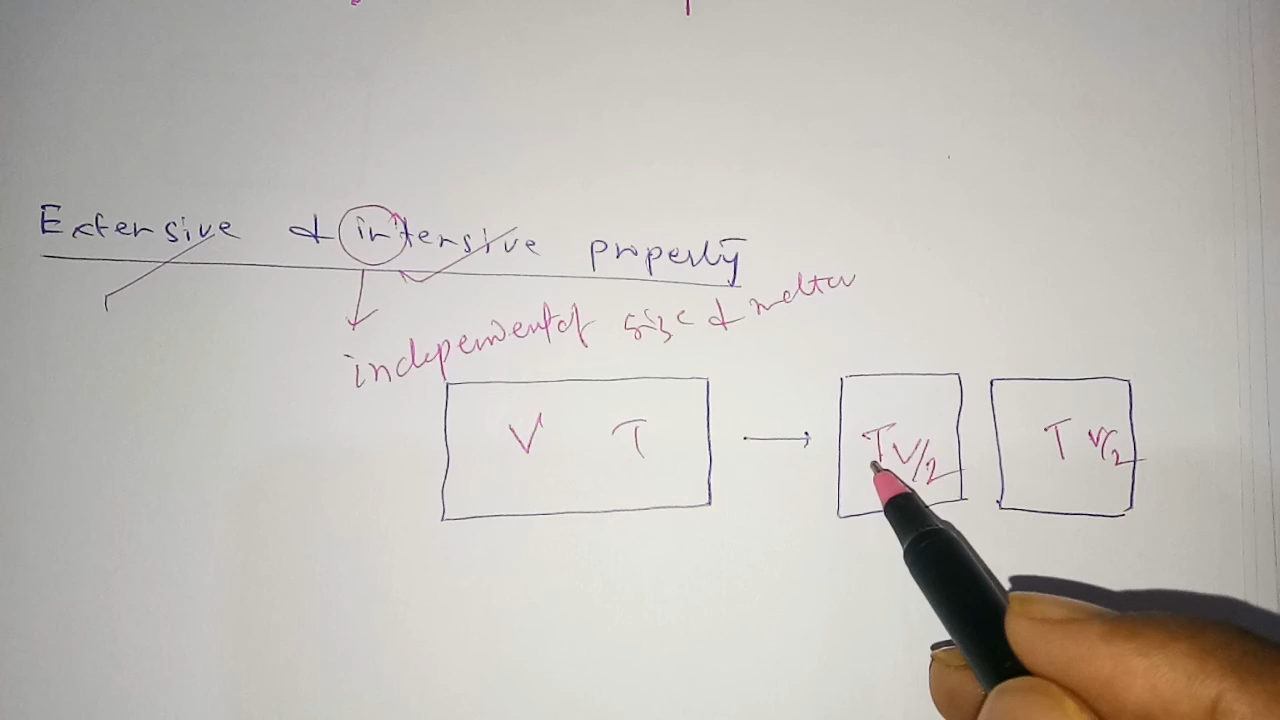 Extensive & intensive property
independent of size & matter
V T → T V/2 T V/2